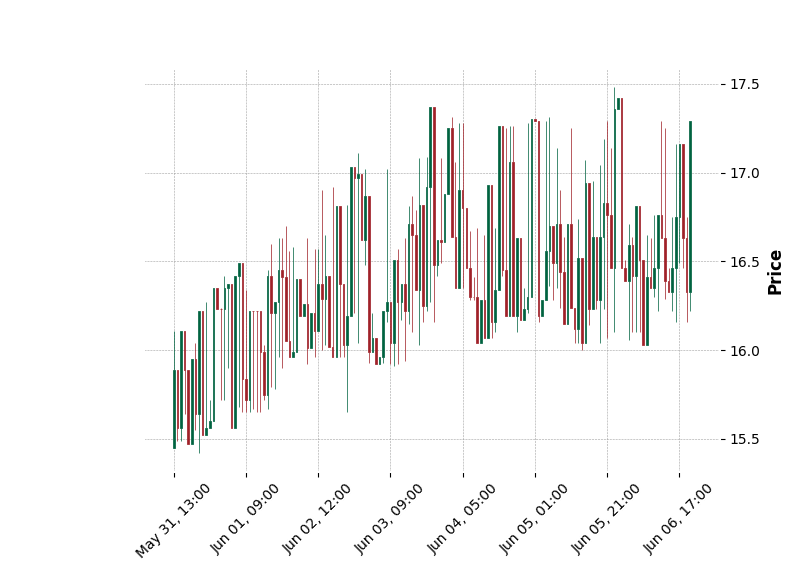 17.5
17.0
16.5
16.0
15.5
Price
May 31, 13:00
Jun 01, 09:00
Jun 02, 12:00
Jun 03, 09:00
Jun 04, 05:00
Jun 05, 01:00
Jun 05, 21:00
Jun 06, 17:00